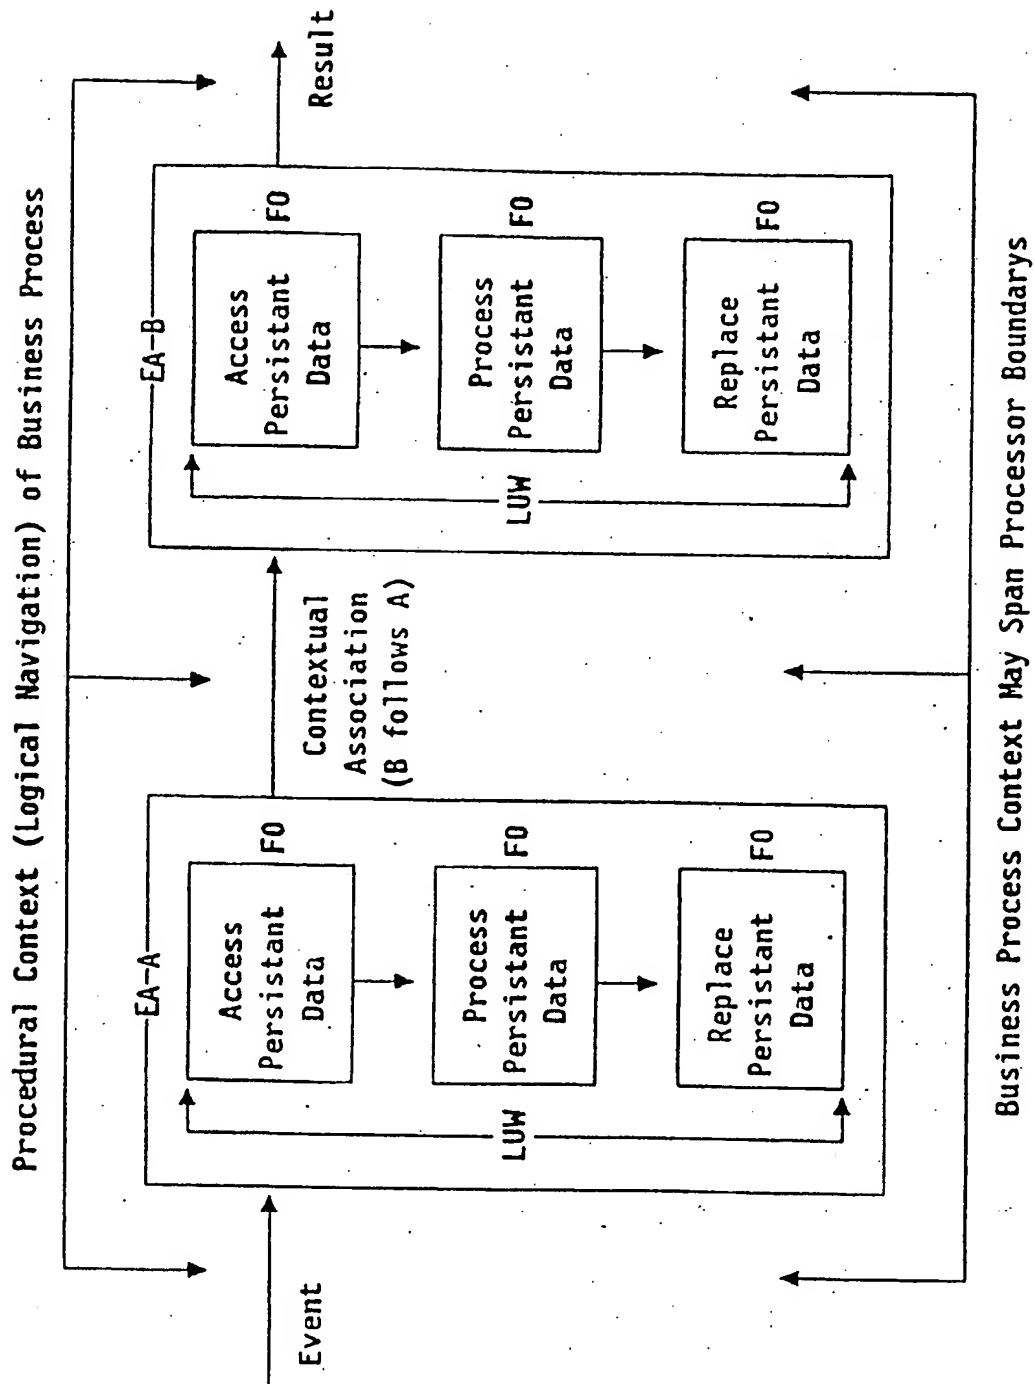 Procedural Context (Logical Navigation) of Business Process
Event
EA-A
Access
Persistant
Data
FO
Process
Persistant
Data
FO
Replace
Persistant
Data
FO
LUW
Contextual
Association
(B follows A)
EA-B
Access
Persistant
Data
FO
Process
Persistant
Data
FO
Replace
Persistant
Data
FO
LUW
Result
Business Process Context May Span Processor Boundarys